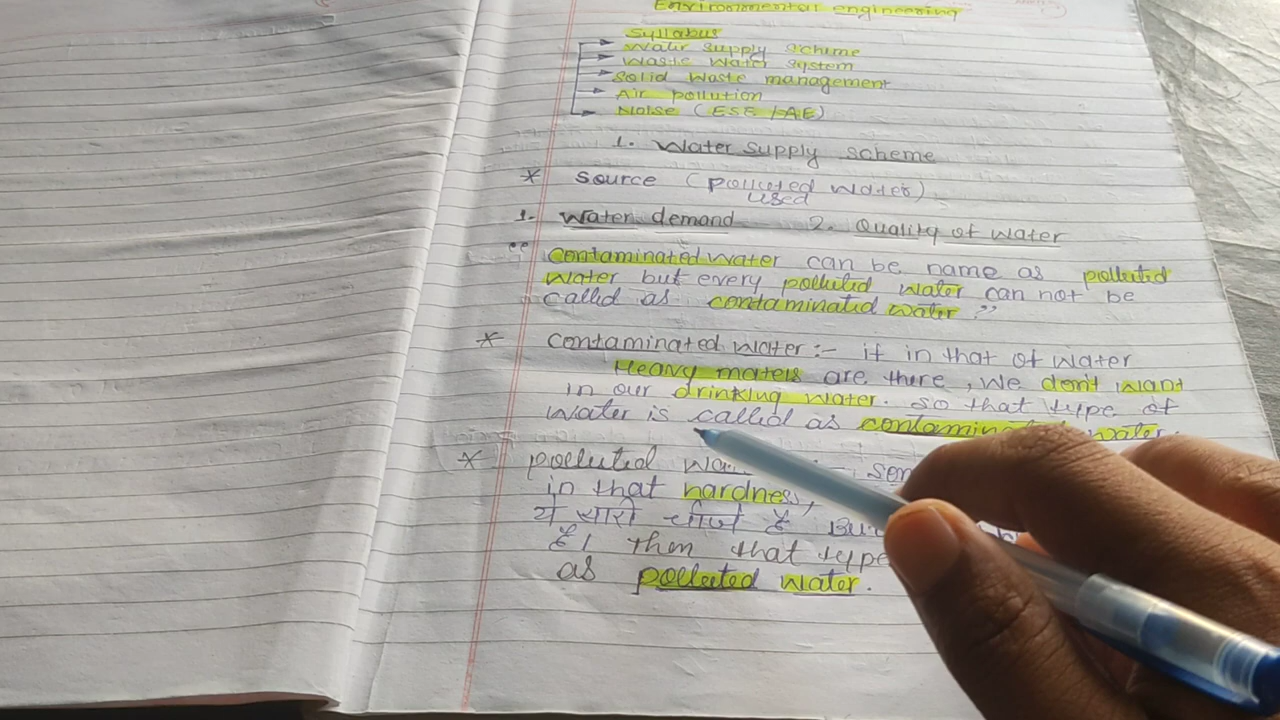 Environmental engineering
Syllabus
Water supply scheme
Waste water system
Solid Waste management
Air pollution
Noise (ESE / AE)
1. Water supply scheme
* Source (polluted water)
used
1. Water demand 2. Quality of water
"Contaminated water can be name as polluted
water but every polluted water can not be
called as contaminated water"
* Contaminated water:- if in that of water
Heavy maters are there, we don't want
in our drinking water. so that type of
water is called as contaminated water.
* polluted
in that hardness,
ये सारी चीजें है But
है। then that type
as polluted water.